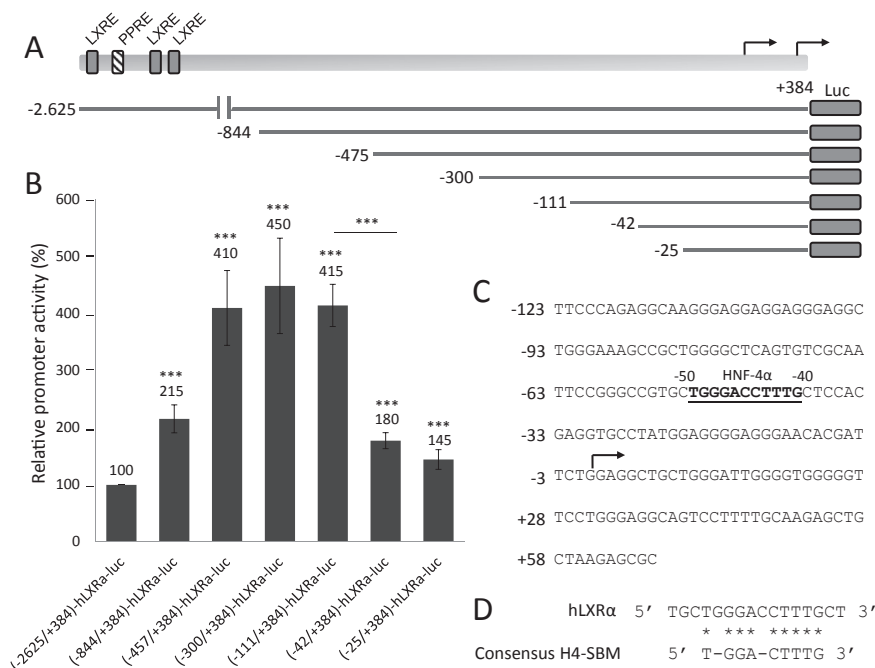 A
LXRE PPRE LXRE LXRE
+384 Luc
-2.625
-844
-475
-300
-111
-42
-25
B
Relative promoter activity (%)
600
500
400
300
200
100
0
100
*** 215
*** 410
*** 450
*** 415
***
*** 180
*** 145
(-2625/+384)-hLXRa-luc
(-844/+384)-hLXRa-luc
(-457/+384)-hLXRa-luc
(-300/+384)-hLXRa-luc
(-111/+384)-hLXRa-luc
(-42/+384)-hLXRa-luc
(-25/+384)-hLXRa-luc
C
-123 TTCCCAGAGGCAAGGGAGGAGGAGGGAGGC
-93 TGGGAAAGCCGCTGGGGCTCAGTGTCGCAA
-50 HNF-4α -40
-63 TTCCGGGCCGTGCTGGGACCTTTGCTCCAC
-33 GAGGTGCCTATGGAGGGGAGGGAACACGAT
-3 TCTGGAGGCTGCTGGGATTGGGGTGGGGGT
+28 TCCTGGGAGGCAGTCCTTTTGCAAGAGCTG
+58 CTAAGAGCGC
D
hLXRα 5′ TGCTGGGACCTTTGCT 3′
* *** *****
Consensus H4-SBM 5′ T-GGA-CTTTG 3′